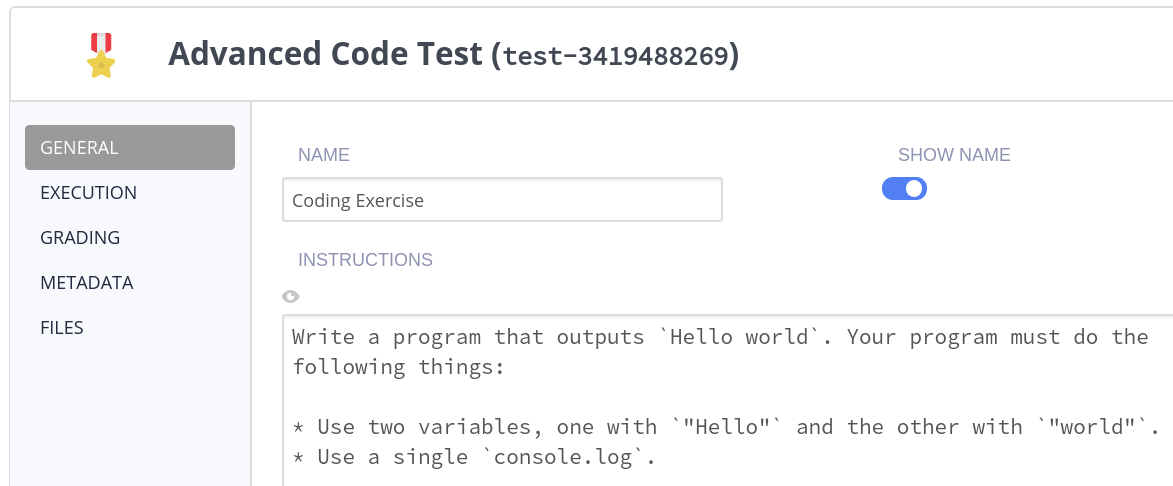 Advanced Code Test (test-3419488269)
GENERAL
EXECUTION
GRADING
METADATA
FILES
NAME
SHOW NAME
Coding Exercise
INSTRUCTIONS
Write a program that outputs `Hello world`. Your program must do the
following things:
* Use two variables, one with `"Hello"` and the other with `"world"`.
* Use a single `console.log`.